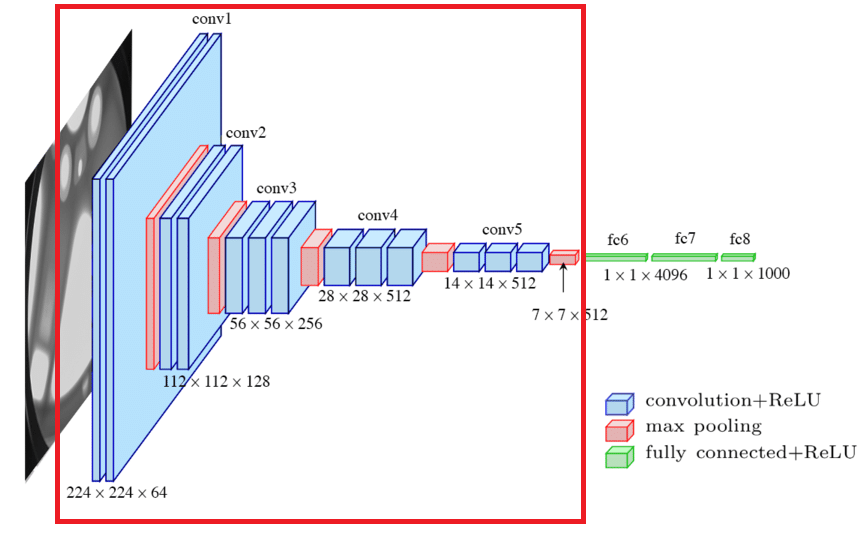 conv1
conv2
conv3
conv4
conv5
fc6
fc7
fc8
1 × 1 × 4096
1 × 1 × 1000
14 × 14 × 512
28 × 28 × 512
7 × 7 × 512
56 × 56 × 256
112 × 112 × 128
224 × 224 × 64
convolution+ReLU
max pooling
fully connected+ReLU